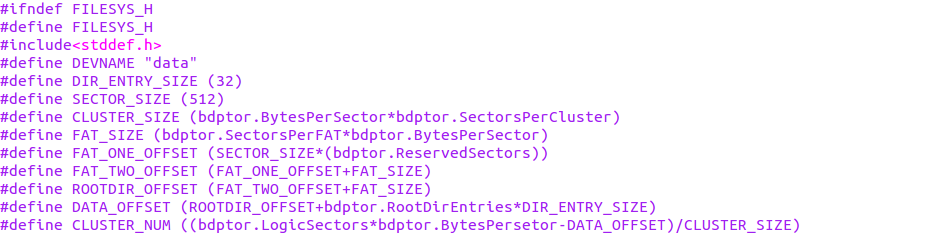 #ifndef FILESYS_H
#define FILESYS_H
#include<stddef.h>
#define DEVNAME "data"
#define DIR_ENTRY_SIZE (32)
#define SECTOR_SIZE (512)
#define CLUSTER_SIZE (bdptor.BytesPerSector*bdptor.SectorsPerCluster)
#define FAT_SIZE (bdptor.SectorsPerFAT*bdptor.BytesPerSector)
#define FAT_ONE_OFFSET (SECTOR_SIZE*(bdptor.ReservedSectors))
#define FAT_TWO_OFFSET (FAT_ONE_OFFSET+FAT_SIZE)
#define ROOTDIR_OFFSET (FAT_TWO_OFFSET+FAT_SIZE)
#define DATA_OFFSET (ROOTDIR_OFFSET+bdptor.RootDirEntries*DIR_ENTRY_SIZE)
#define CLUSTER_NUM ((bdptor.LogicSectors*bdptor.BytesPersetor-DATA_OFFSET)/CLUSTER_SIZE)